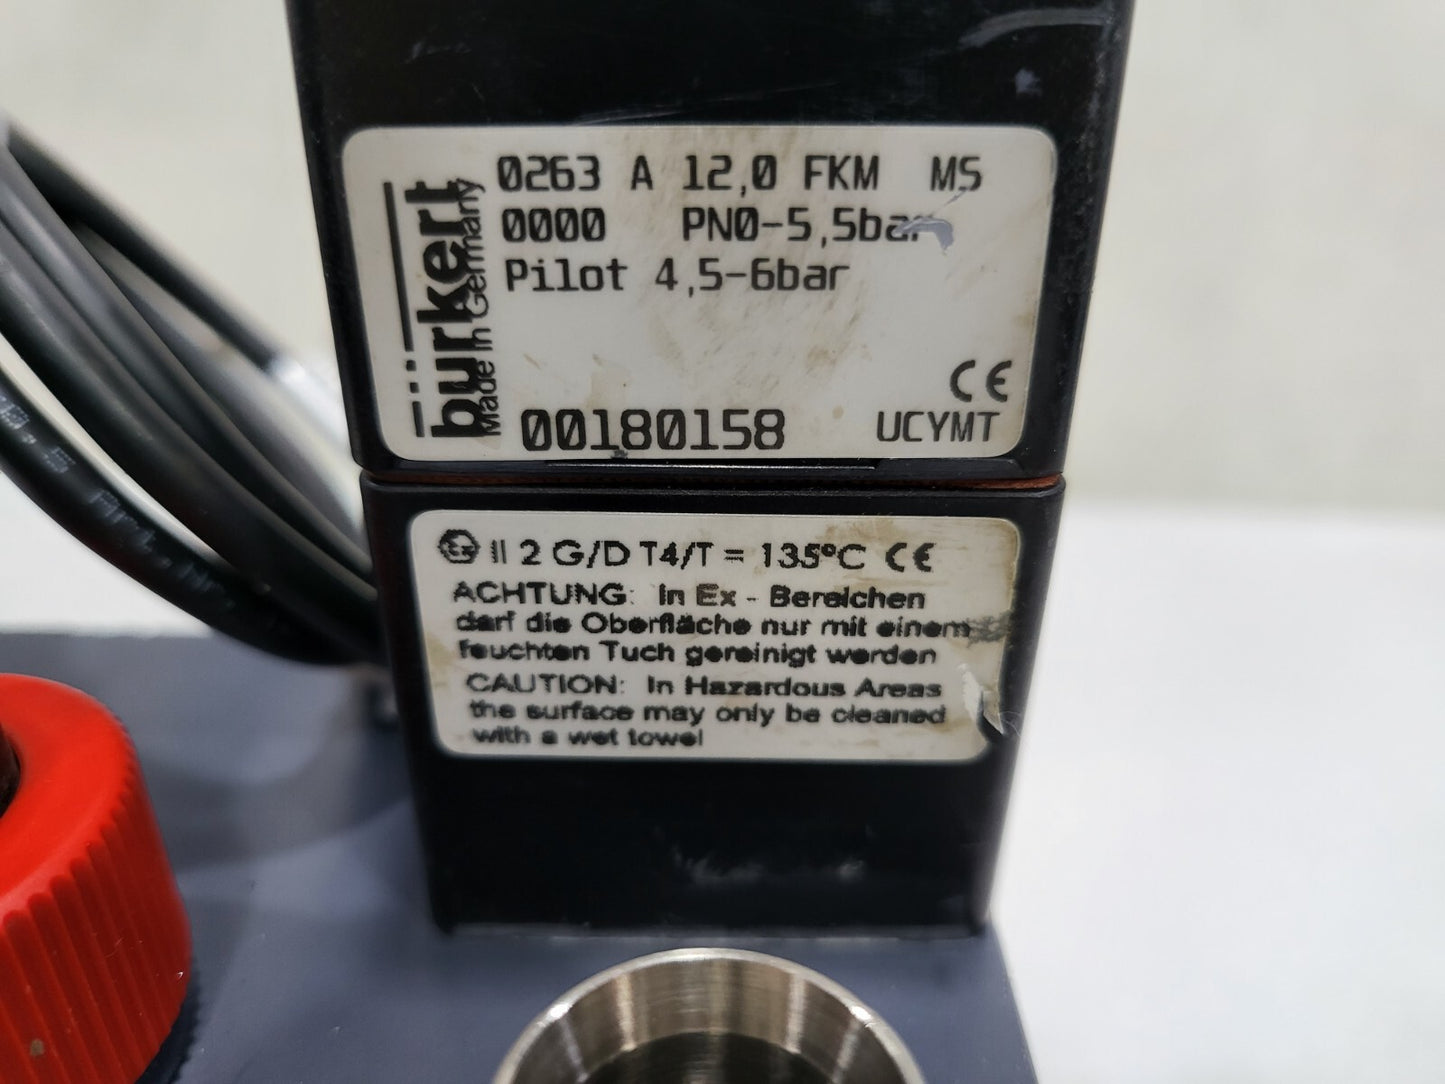 0263 A 12,0 FKM MS
0000 PN0-5,5bar
Pilot 4,5-6bar
bürkert
Made in Germany
CE
00180158 UCYMT
Ex II 2 G/D T4/T = 135°C CE
ACHTUNG: In Ex - Bereichen
darf die Oberfläche nur mit einem
feuchten Tuch gereinigt werden
CAUTION: In Hazardous Areas
the surface may only be cleaned
with a wet towel